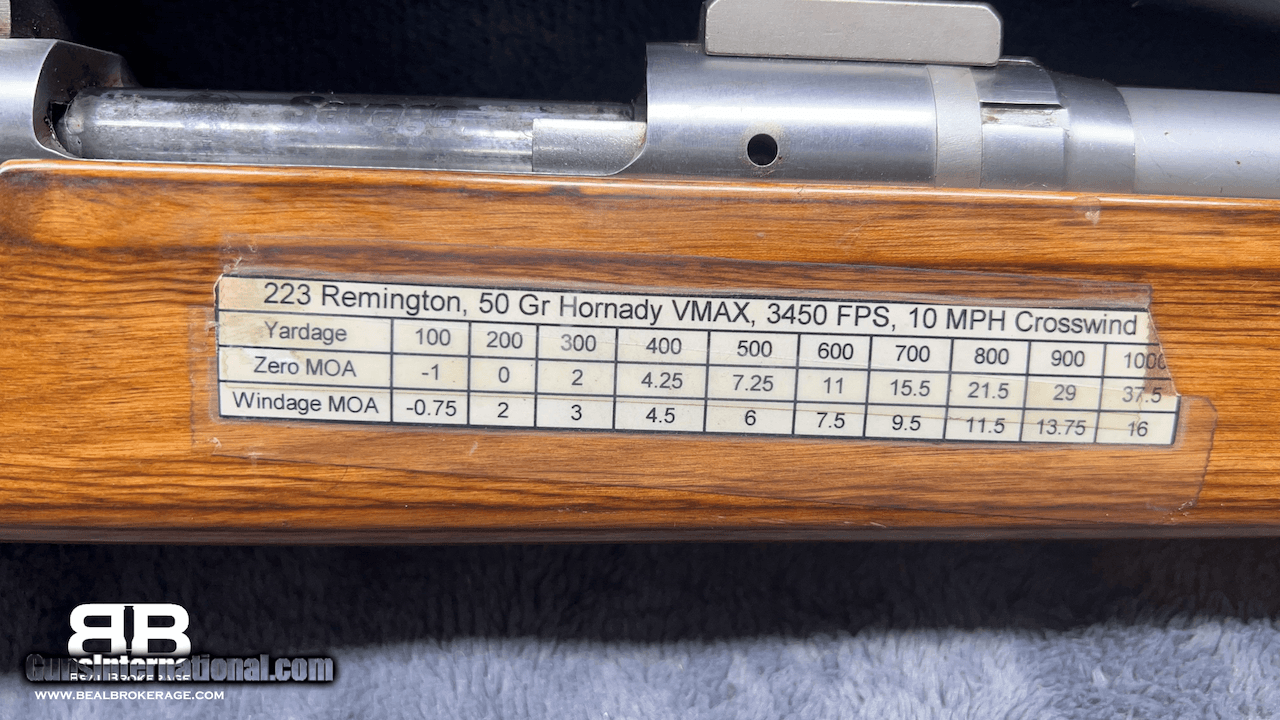 Savage
223 Remington, 50 Gr Hornady VMAX, 3450 FPS, 10 MPH Crosswind
Yardage 100 200 300 400 500 600 700 800 900 1000
Zero MOA -1 0 2 4.25 7.25 11 15.5 21.5 29 37.5
Windage MOA -0.75 2 3 4.5 6 7.5 9.5 11.5 13.75 16
BB
GunsInternational.com
WWW.BEALBROKERAGE.COM